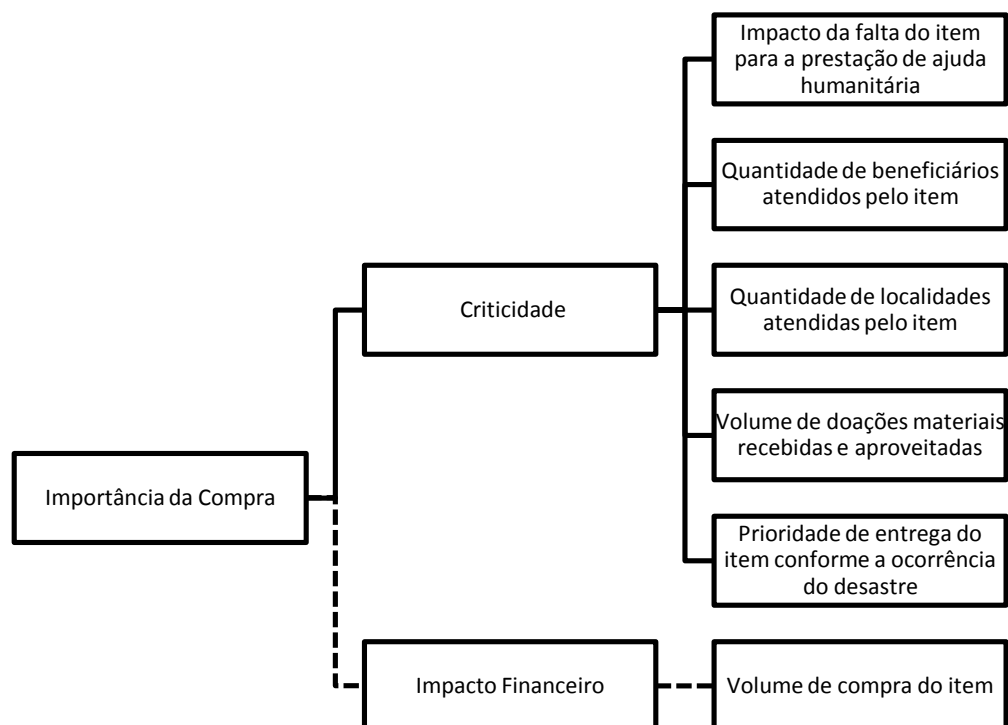 Impacto da falta do item
para a prestação de ajuda
humanitária
Quantidade de beneficiários
atendidos pelo item
Criticidade
Quantidade de localidades
atendidas pelo item
Volume de doações materiais
recebidas e aproveitadas
Importância da Compra
Prioridade de entrega do
item conforme a ocorrência
do desastre
Impacto Financeiro
Volume de compra do item